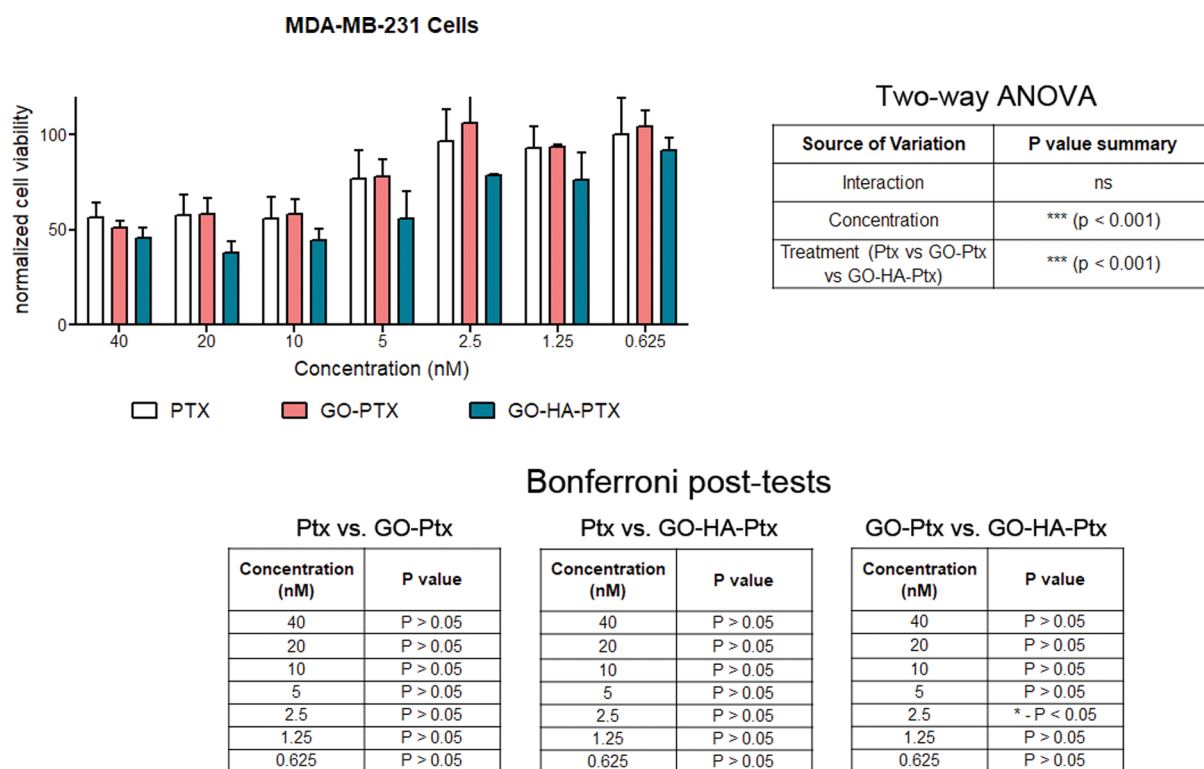 MDA-MB-231 Cells
normalized cell viability
100
50
0
40 20 10 5 2.5 1.25 0.625
Concentration (nM)
PTX GO-PTX GO-HA-PTX
Two-way ANOVA
Source of Variation P value summary
Interaction ns
Concentration *** (p < 0.001)
Treatment (Ptx vs GO-Ptx
vs GO-HA-Ptx) *** (p < 0.001)
Bonferroni post-tests
Ptx vs. GO-Ptx
Concentration
(nM) P value
40 P > 0.05
20 P > 0.05
10 P > 0.05
5 P > 0.05
2.5 P > 0.05
1.25 P > 0.05
0.625 P > 0.05
Ptx vs. GO-HA-Ptx
Concentration
(nM) P value
40 P > 0.05
20 P > 0.05
10 P > 0.05
5 P > 0.05
2.5 P > 0.05
1.25 P > 0.05
0.625 P > 0.05
GO-Ptx vs. GO-HA-Ptx
Concentration
(nM) P value
40 P > 0.05
20 P > 0.05
10 P > 0.05
5 P > 0.05
2.5 * - P < 0.05
1.25 P > 0.05
0.625 P > 0.05